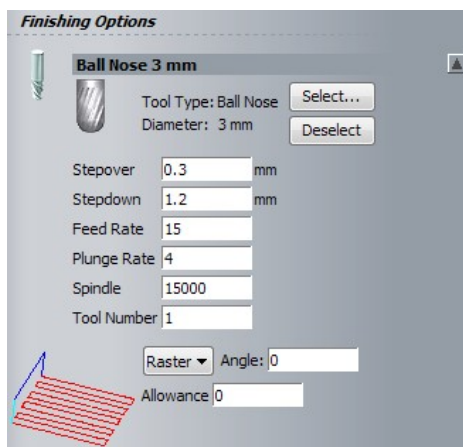 Finishing Options
Ball Nose 3 mm
Tool Type: Ball Nose
Select...
Diameter: 3 mm
Deselect
Stepover 0.3 mm
Stepdown 1.2 mm
Feed Rate 15
Plunge Rate 4
Spindle 15000
Tool Number 1
Raster Angle: 0
Allowance 0